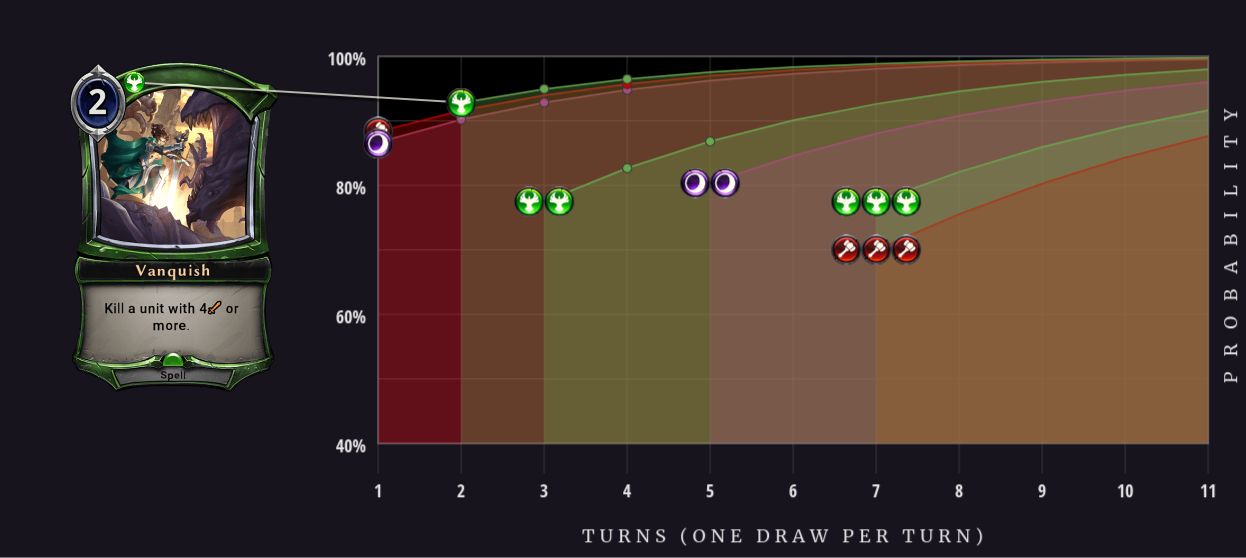 2
Vanquish
Kill a unit with 4 or
more.
Spell
100%
80%
60%
40%
1 2 3 4 5 6 7 8 9 10 11
TURNS (ONE DRAW PER TURN)
PROBABILITY